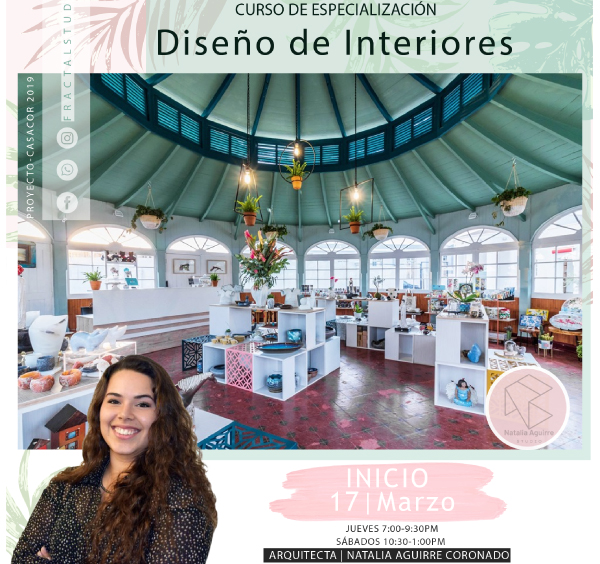 CURSO DE ESPECIALIZACIÓN
Diseño de Interiores
FRACTALSTUD
PROYECTO-CASACOR 2019
Natalia Aguirre
STUDIO
INICIO
17|Marzo
JUEVES 7:00-9:30PM
SÁBADOS 10:30-1:00PM
ARQUITECTA | NATALIA AGUIRRE CORONADO